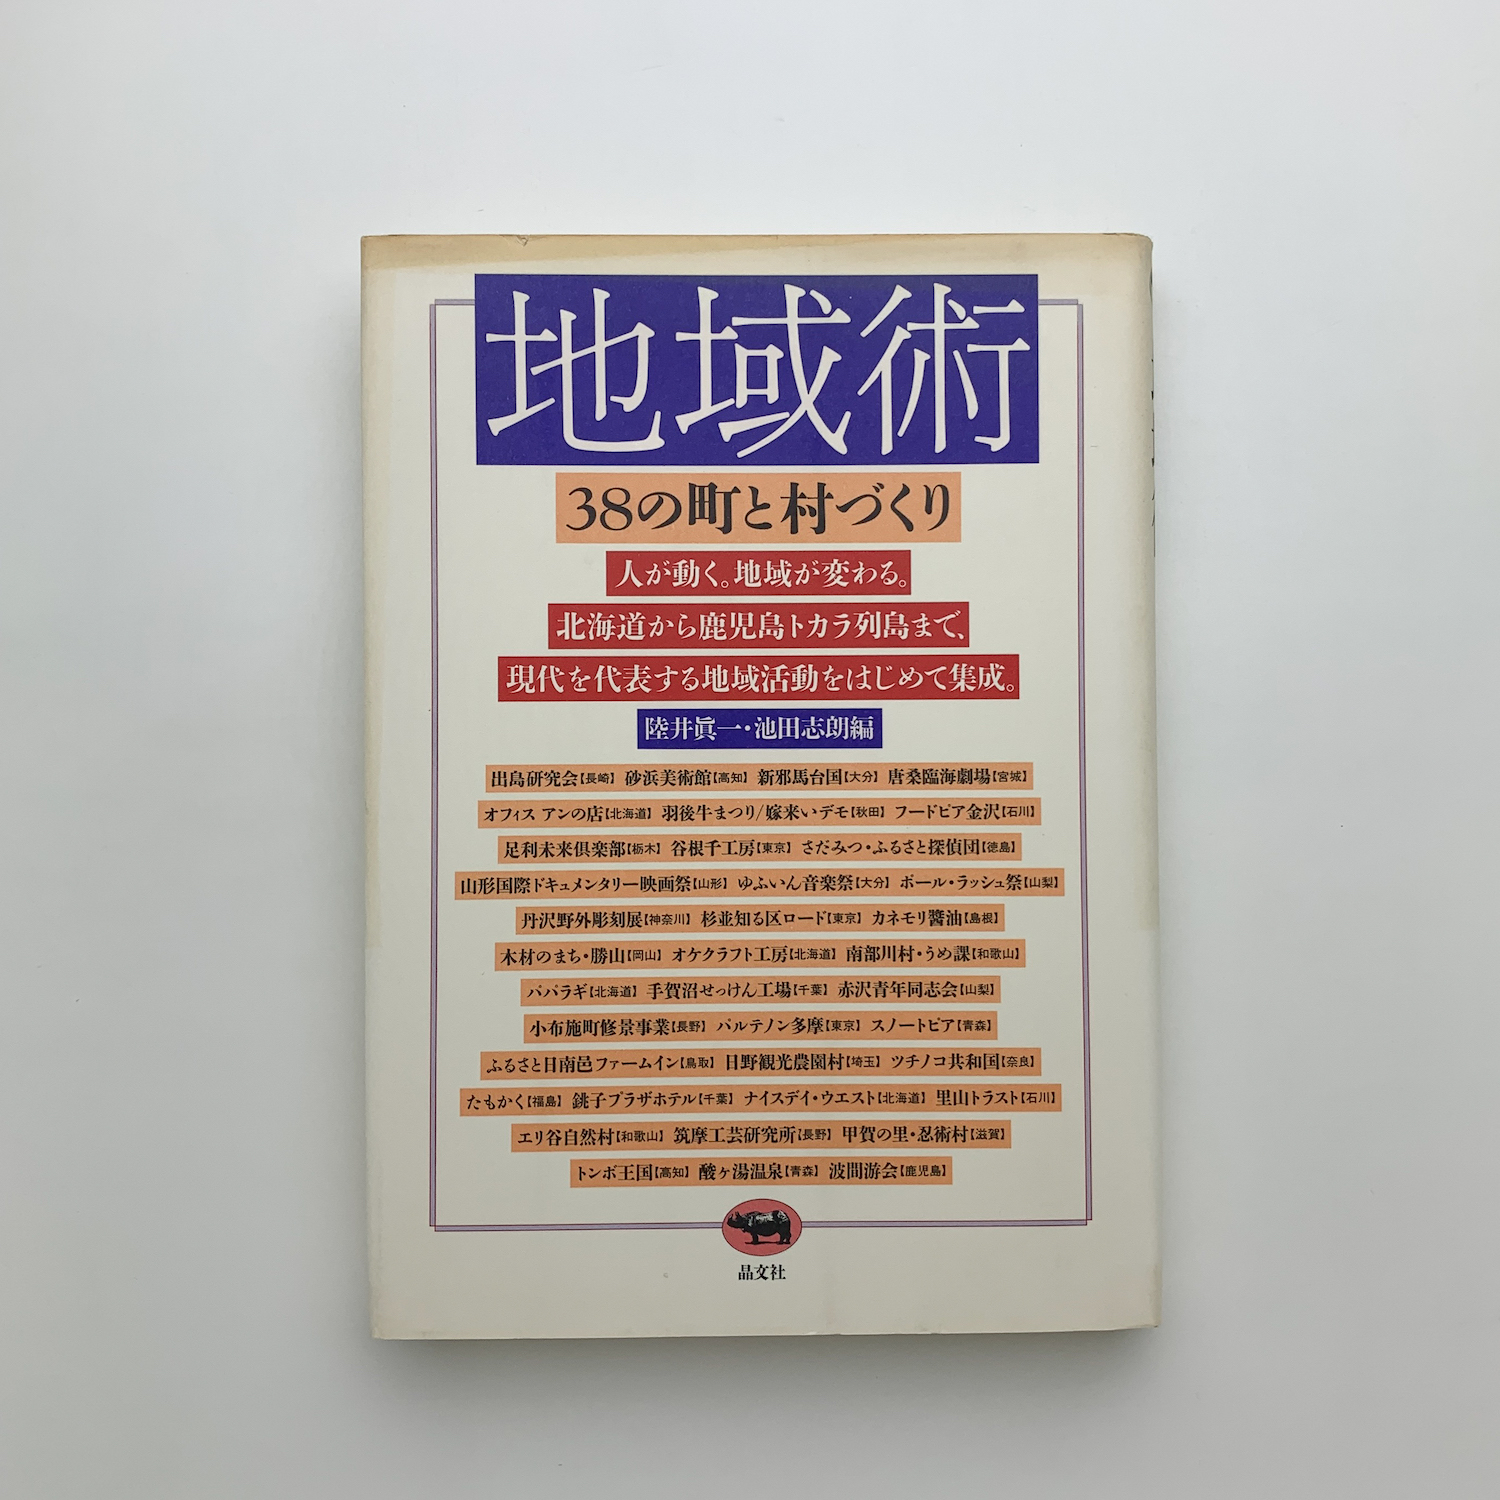 地域術
38の町と村づくり
人が動く。地域が変わる。
北海道から鹿児島トカラ列島まで、
現代を代表する地域活動をはじめて集成。
陸井眞一・池田志朗編
出島研究会【長崎】 砂浜美術館【高知】 新邪馬台国【大分】 唐桑臨海劇場【宮城】
オフィス アンの店【北海道】 羽後牛まつり/嫁来いデモ【秋田】 フードピア金沢【石川】
足利未来倶楽部【栃木】 谷根千工房【東京】 さだみつ・ふるさと探偵団【徳島】
山形国際ドキュメンタリー映画祭【山形】 ゆふいん音楽祭【大分】 ポール・ラッシュ祭【山梨】
丹沢野外彫刻展【神奈川】 杉並知る区ロード【東京】 カネモリ醬油【島根】
木材のまち・勝山【岡山】 オケクラフト工房【北海道】 南部川村・うめ課【和歌山】
パパラギ【北海道】 手賀沼せっけん工場【千葉】 赤沢青年同志会【山梨】
小布施町修景事業【長野】 パルテノン多摩【東京】 スノートピア【青森】
ふるさと日南邑ファームイン【鳥取】 日野観光農園村【埼玉】 ツチノコ共和国【奈良】
たもかく【福島】 銚子プラザホテル【千葉】 ナイスデイ・ウエスト【北海道】 里山トラスト【石川】
エリ谷自然村【和歌山】 筑摩工芸研究所【長野】 甲賀の里・忍術村【滋賀】
トンボ王国【高知】 酸ヶ湯温泉【青森】 波間游会【鹿児島】
晶文社